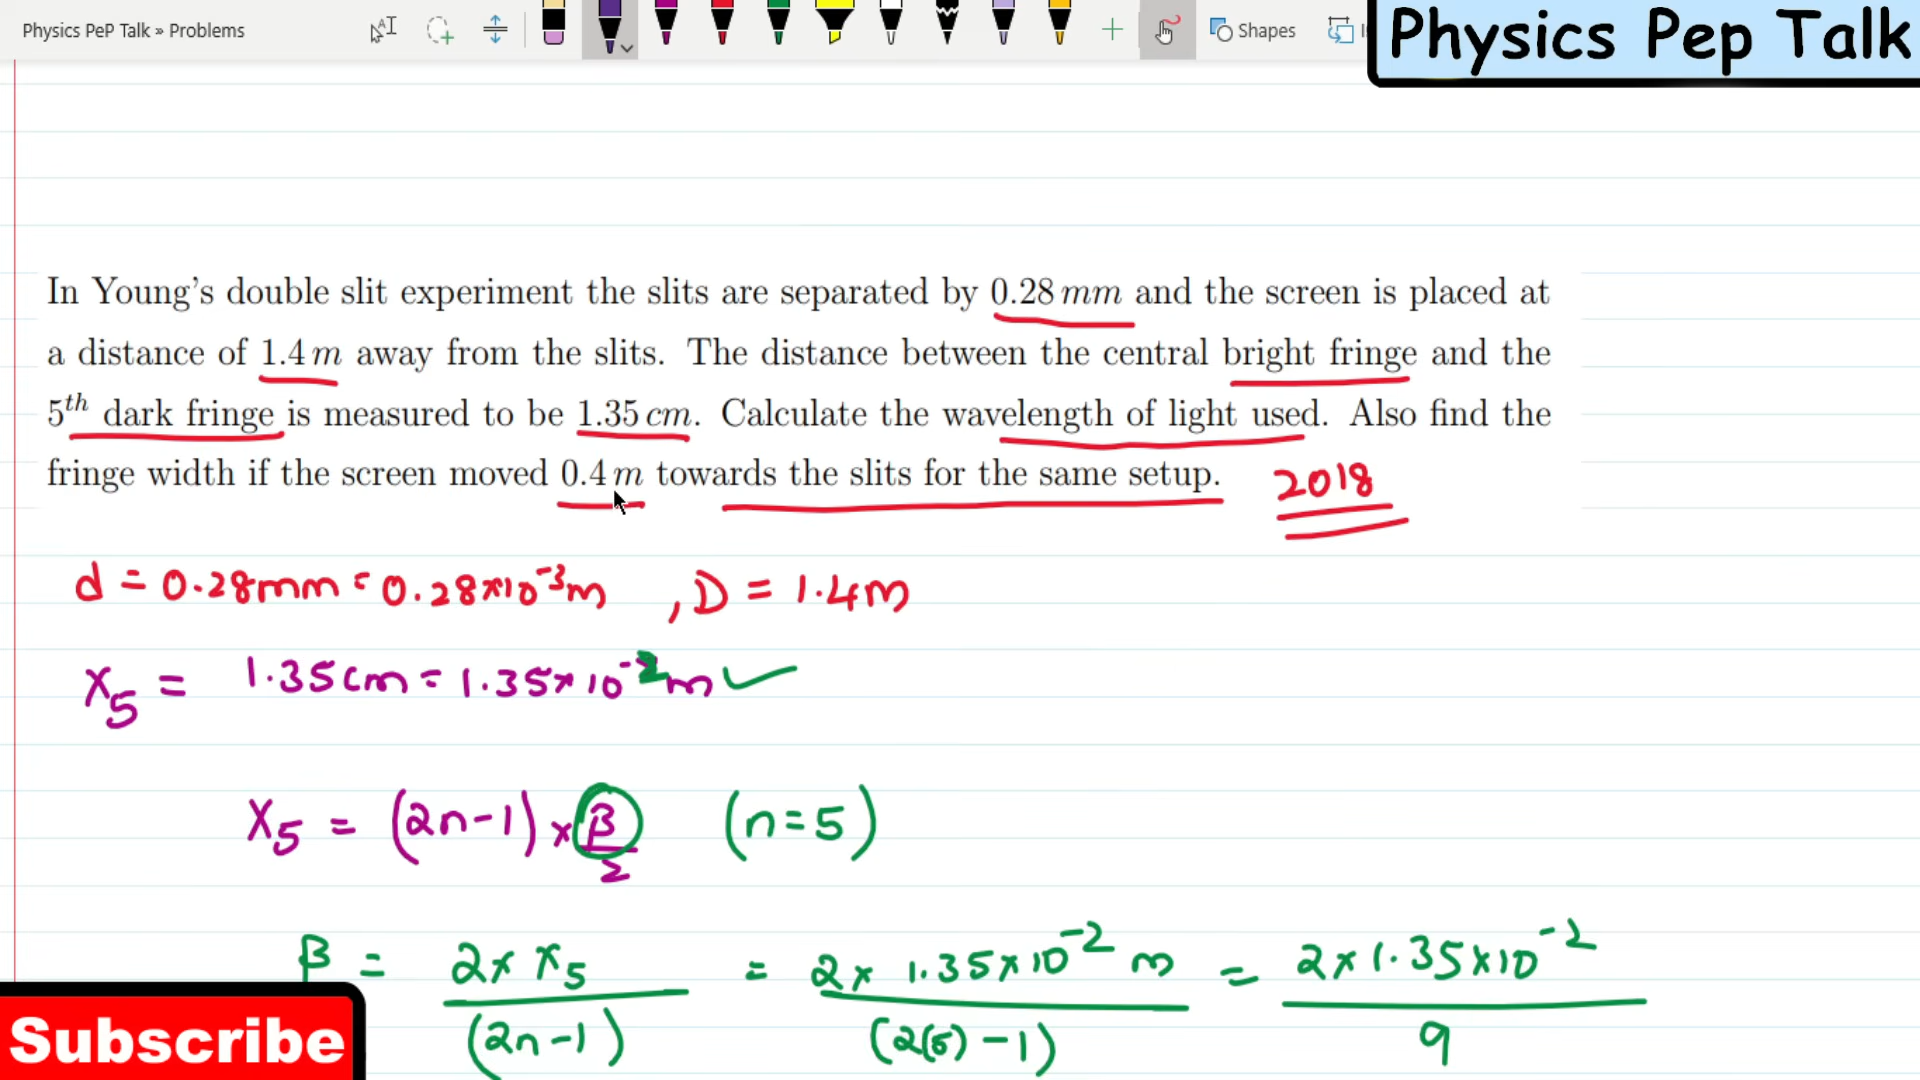 Physics PeP Talk » Problems
Shapes
Physics Pep Talk
In Young's double slit experiment the slits are separated by 0.28 mm and the screen is placed at
a distance of 1.4 m away from the slits. The distance between the central bright fringe and the
5th dark fringe is measured to be 1.35 cm. Calculate the wavelength of light used. Also find the
fringe width if the screen moved 0.4 m towards the slits for the same setup.
2018
d = 0.28mm = 0.28×10⁻³m , D = 1.4m
x₅ = 1.35cm = 1.35×10⁻²m ✓
x₅ = (2n-1) × β/2 (n=5)
β = 2× x₅/(2n-1) = 2× 1.35×10⁻² m/(2(5)-1) = 2×1.35×10⁻²/9
Subscribe